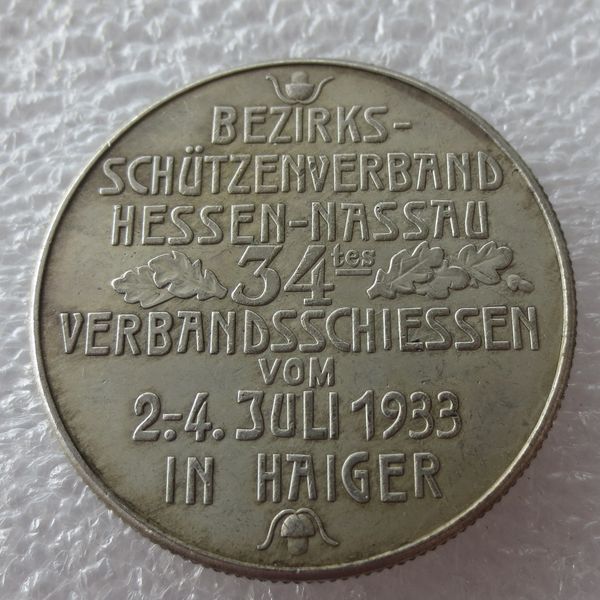 BEZIRKS-
SCHÜTZENVERBAND
HESSEN-NASSAU
34tes
VERBANDSSCHIESSEN
VOM
2.-4. JULI 1933
IN HAIGER